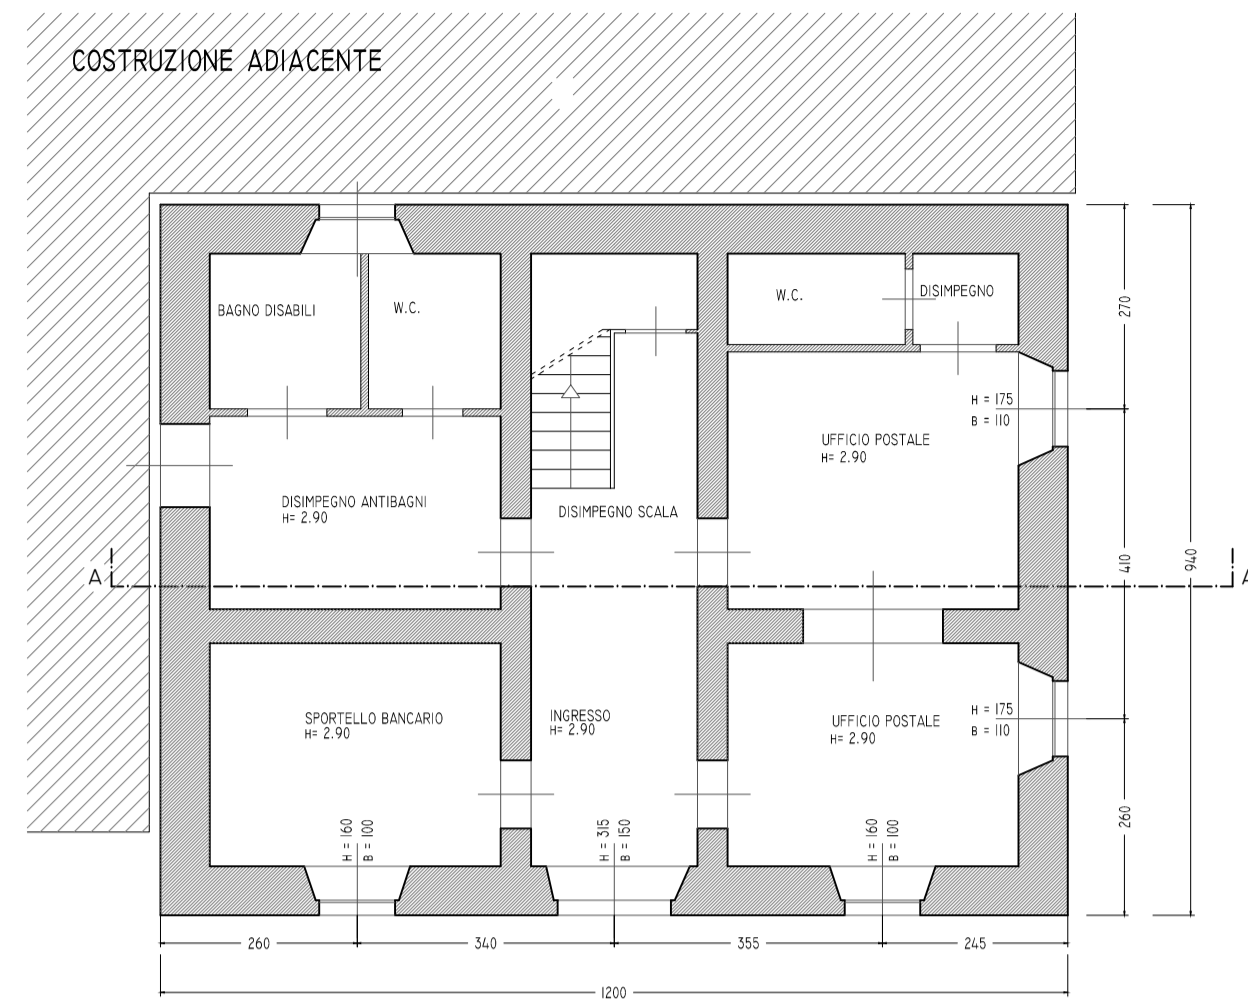 COSTRUZIONE ADIACENTE
BAGNO DISABILI
W.C.
W.C.
DISIMPEGNO
270
H = 175
B = 110
UFFICIO POSTALE
H= 2.90
DISIMPEGNO ANTIBAGNI
H= 2.90
DISIMPEGNO SCALA
410
940
A
A
SPORTELLO BANCARIO
H= 2.90
INGRESSO
H= 2.90
UFFICIO POSTALE
H= 2.90
H = 175
B = 110
260
H = 160
B = 100
H = 315
B = 150
H = 160
B = 100
260
340
355
245
1200